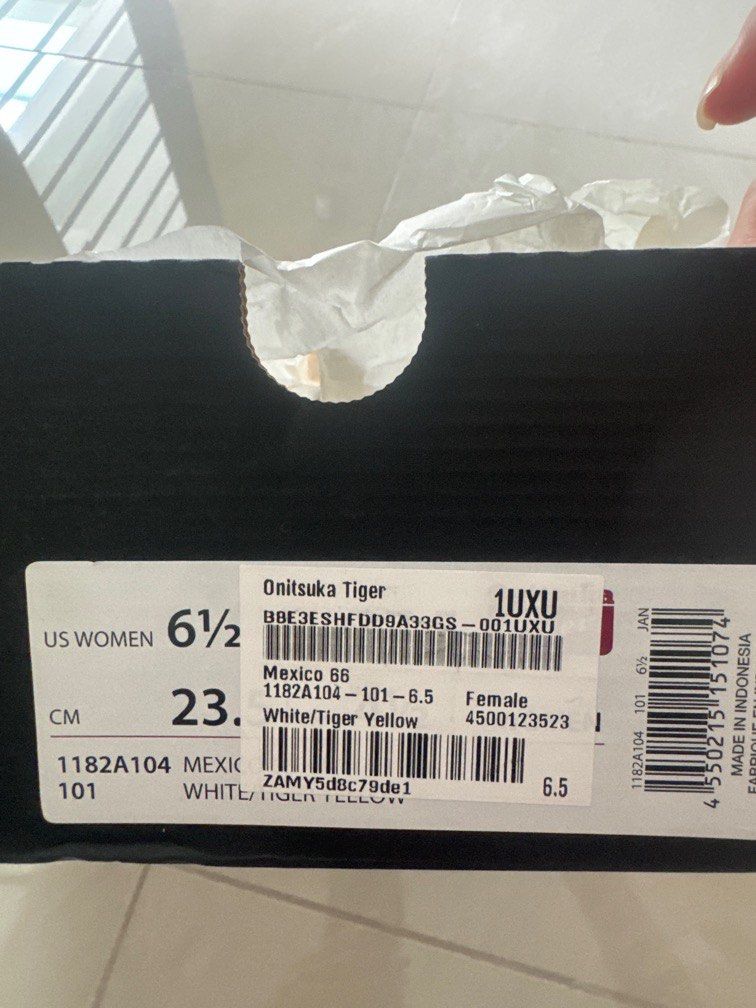 Onitsuka Tiger
1UXU
B8E3ESHFDD9A33GS-001UXU
Mexico 66
1182A104-101-6.5
Female
White/Tiger Yellow
4500123523
ZAMY5d8c79de1
6.5
US WOMEN 6½
CM 23.
1182A104
101
WHITE/TIGER YELLOW
1182A104 101 6½ JAN
4 550215 151074
MADE IN INDONESIA